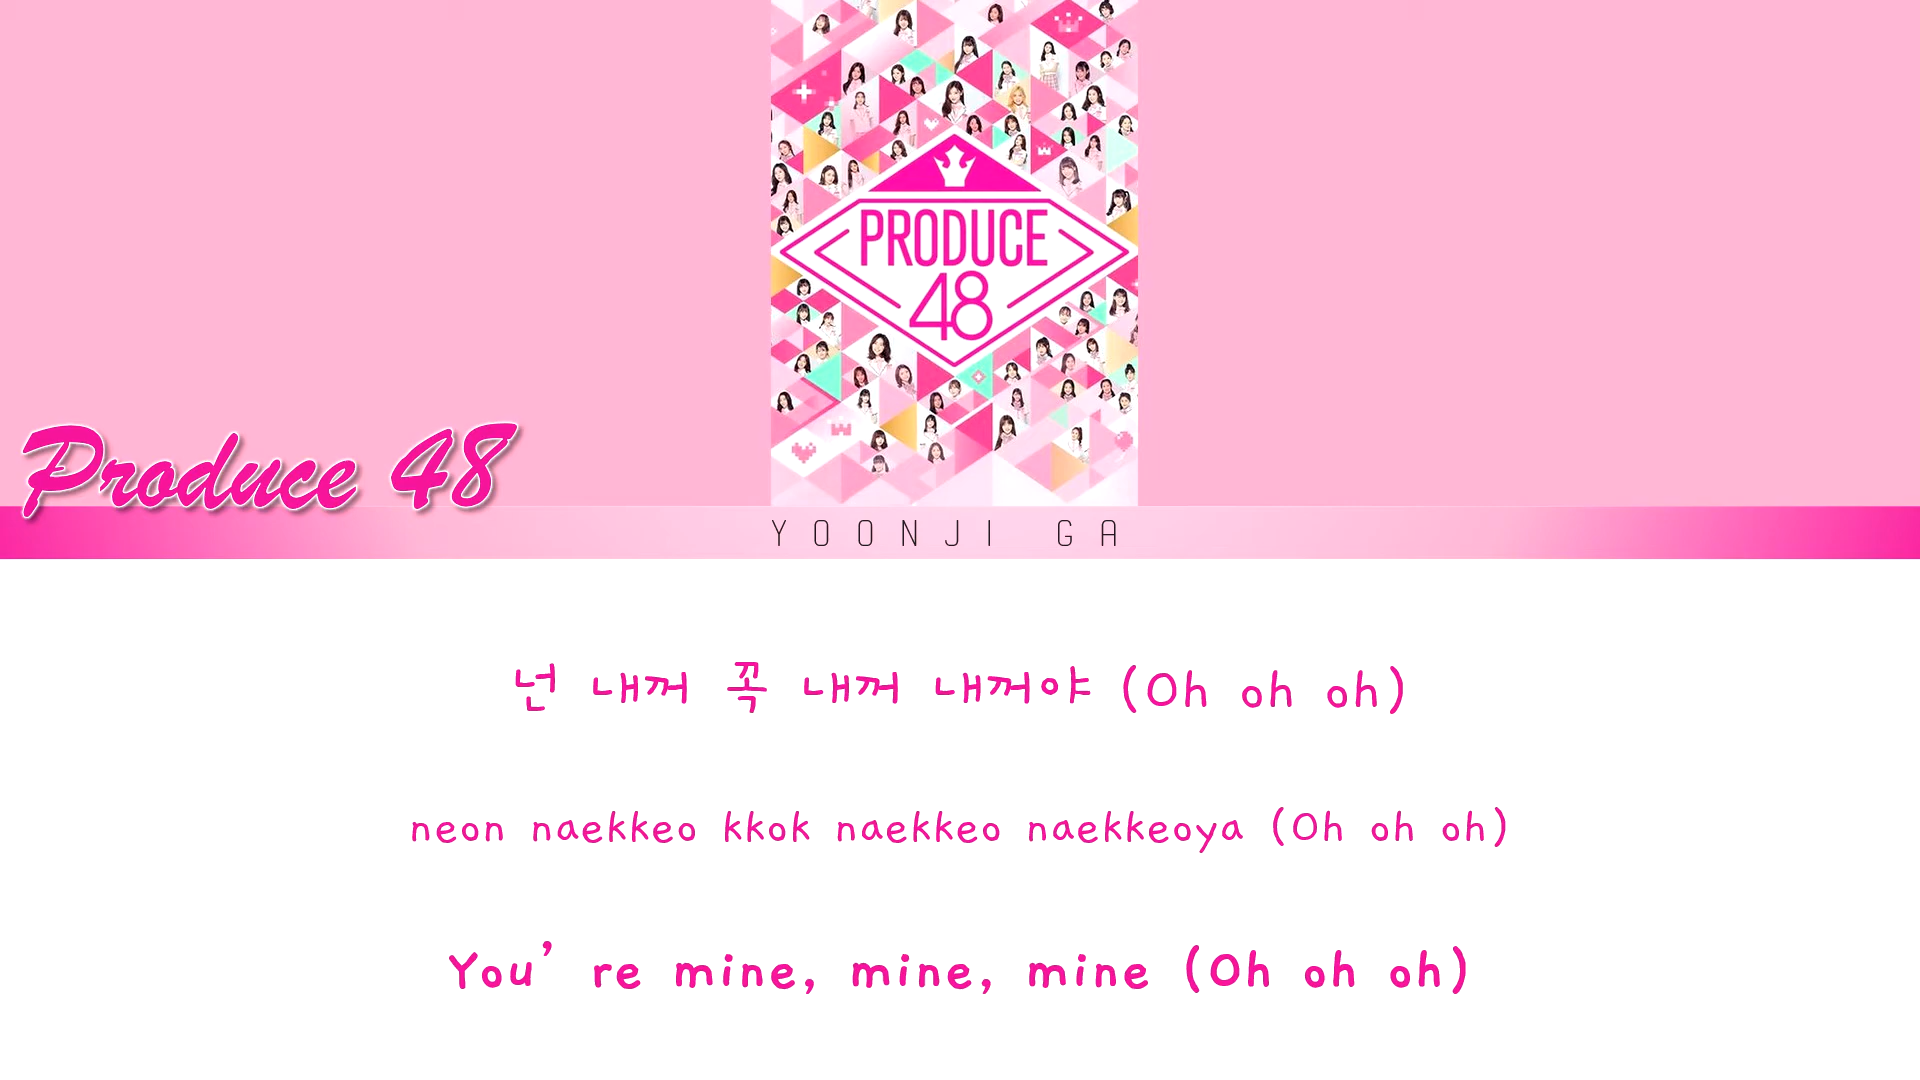 PRODUCE
48
Produce 48
YOONJI GA
넌 내꺼 꼭 내꺼 내꺼야 (Oh oh oh)
neon naekkeo kkok naekkeo naekkeoya (Oh oh oh)
You’re mine, mine, mine (Oh oh oh)